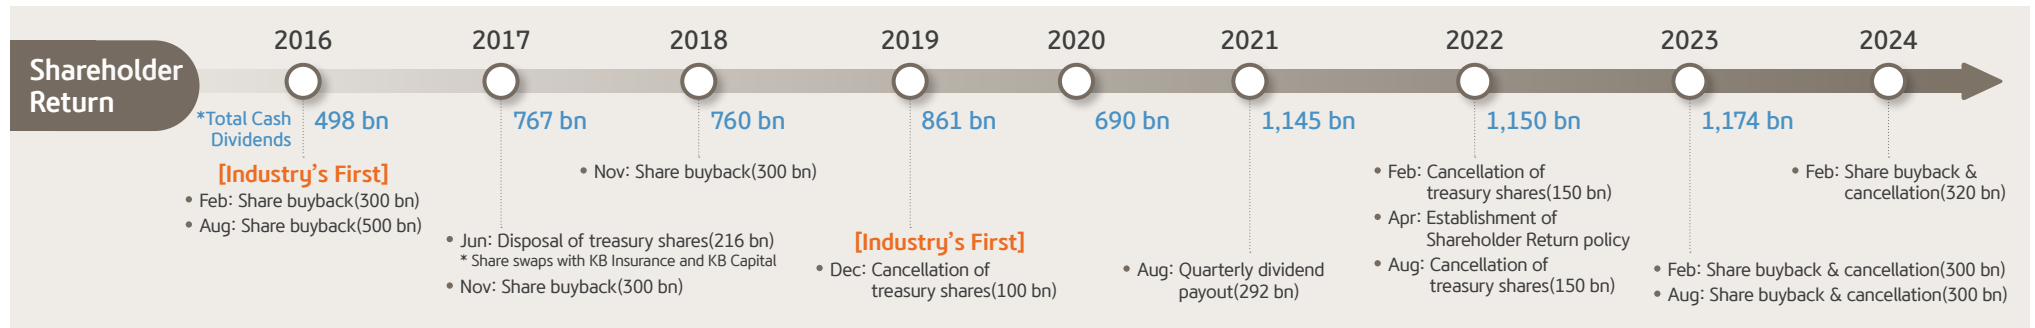 Shareholder
Return
*Total Cash
Dividends
2016
498 bn
[Industry's First]
• Feb: Share buyback(300 bn)
• Aug: Share buyback(500 bn)
2017
767 bn
• Jun: Disposal of treasury shares(216 bn)
* Share swaps with KB Insurance and KB Capital
• Nov: Share buyback(300 bn)
2018
760 bn
• Nov: Share buyback(300 bn)
2019
861 bn
[Industry's First]
• Dec: Cancellation of
treasury shares(100 bn)
2020
690 bn
2021
1,145 bn
• Aug: Quarterly dividend
payout(292 bn)
2022
1,150 bn
• Feb: Cancellation of
treasury shares(150 bn)
• Apr: Establishment of
Shareholder Return policy
• Aug: Cancellation of
treasury shares(150 bn)
2023
1,174 bn
• Feb: Share buyback & cancellation(300 bn)
• Aug: Share buyback & cancellation(300 bn)
2024
• Feb: Share buyback &
cancellation(320 bn)